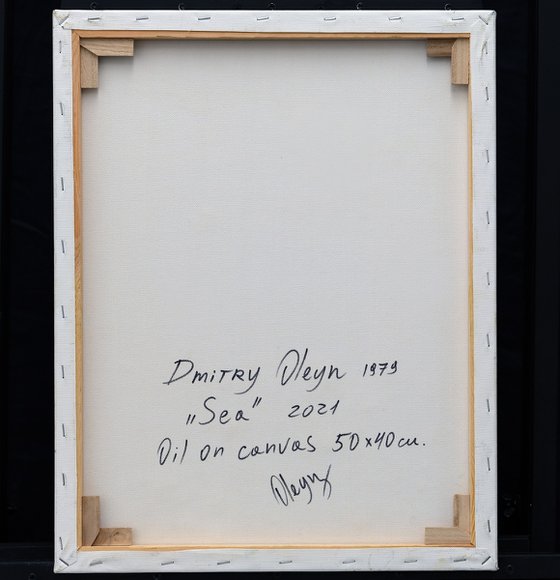 Dmitry Oleyn 1979
„Sea" 2021
Oil on canvas 50x40cm.
Oleyn